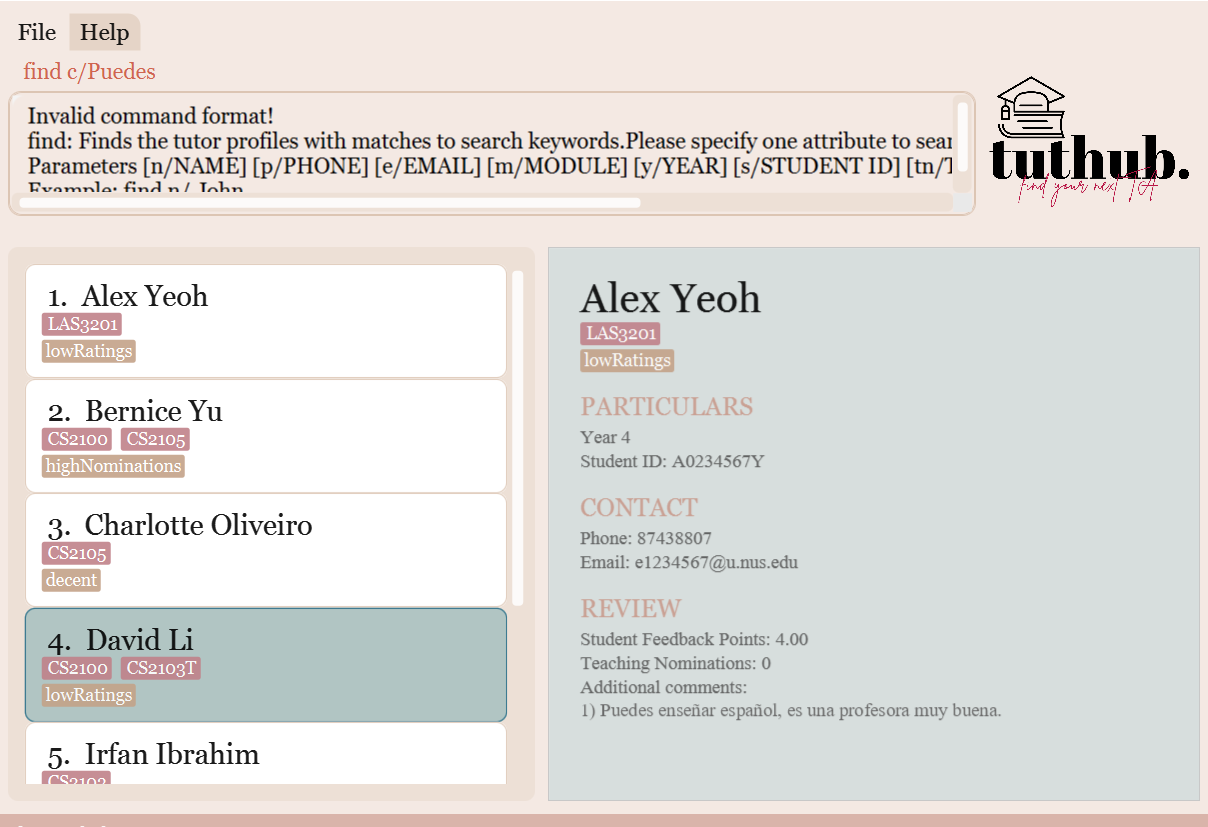 File Help
find c/Puedes
Invalid command format!
find: Finds the tutor profiles with matches to search keywords.Please specify one attribute to sear
Parameters [n/NAME] [p/PHONE] [e/EMAIL] [m/MODULE] [y/YEAR] [s/STUDENT ID] [tn/T
Example: find n/ John
tuthub.
find your next TA
1. Alex Yeoh
LAS3201
lowRatings
2. Bernice Yu
CS2100 CS2105
highNominations
3. Charlotte Oliveiro
CS2105
decent
4. David Li
CS2100 CS2103T
lowRatings
5. Irfan Ibrahim
Alex Yeoh
LAS3201
lowRatings
PARTICULARS
Year 4
Student ID: A0234567Y
CONTACT
Phone: 87438807
Email: e1234567@u.nus.edu
REVIEW
Student Feedback Points: 4.00
Teaching Nominations: 0
Additional comments:
1) Puedes enseñar español, es una profesora muy buena.